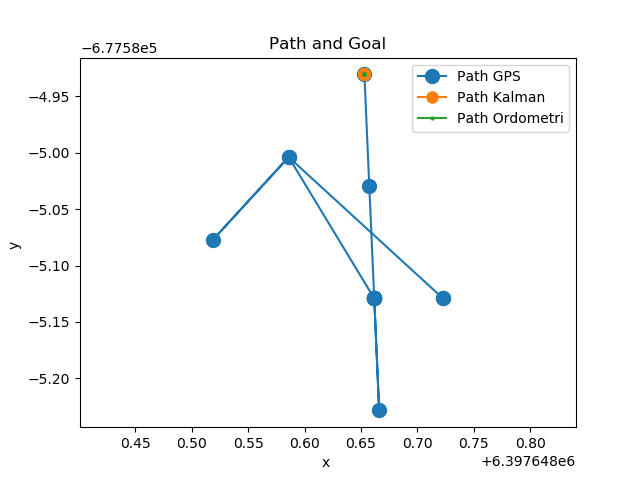 Path and Goal
−6.7758e5
Path GPS
Path Kalman
Path Ordometri
−4.95
−5.00
−5.05
−5.10
−5.15
−5.20
y
0.45 0.50 0.55 0.60 0.65 0.70 0.75 0.80
x
+6.397648e6